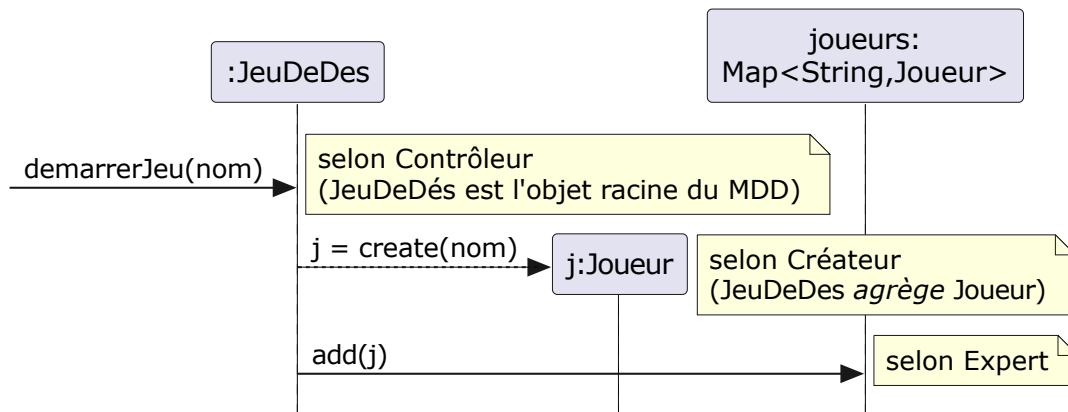 :JeuDeDes
joueurs:
Map<String,Joueur>
demarrerJeu(nom)
selon Contrôleur
(JeuDeDés est l'objet racine du MDD)
j = create(nom)
j:Joueur
selon Créateur
(JeuDeDes agrège Joueur)
add(j)
selon Expert